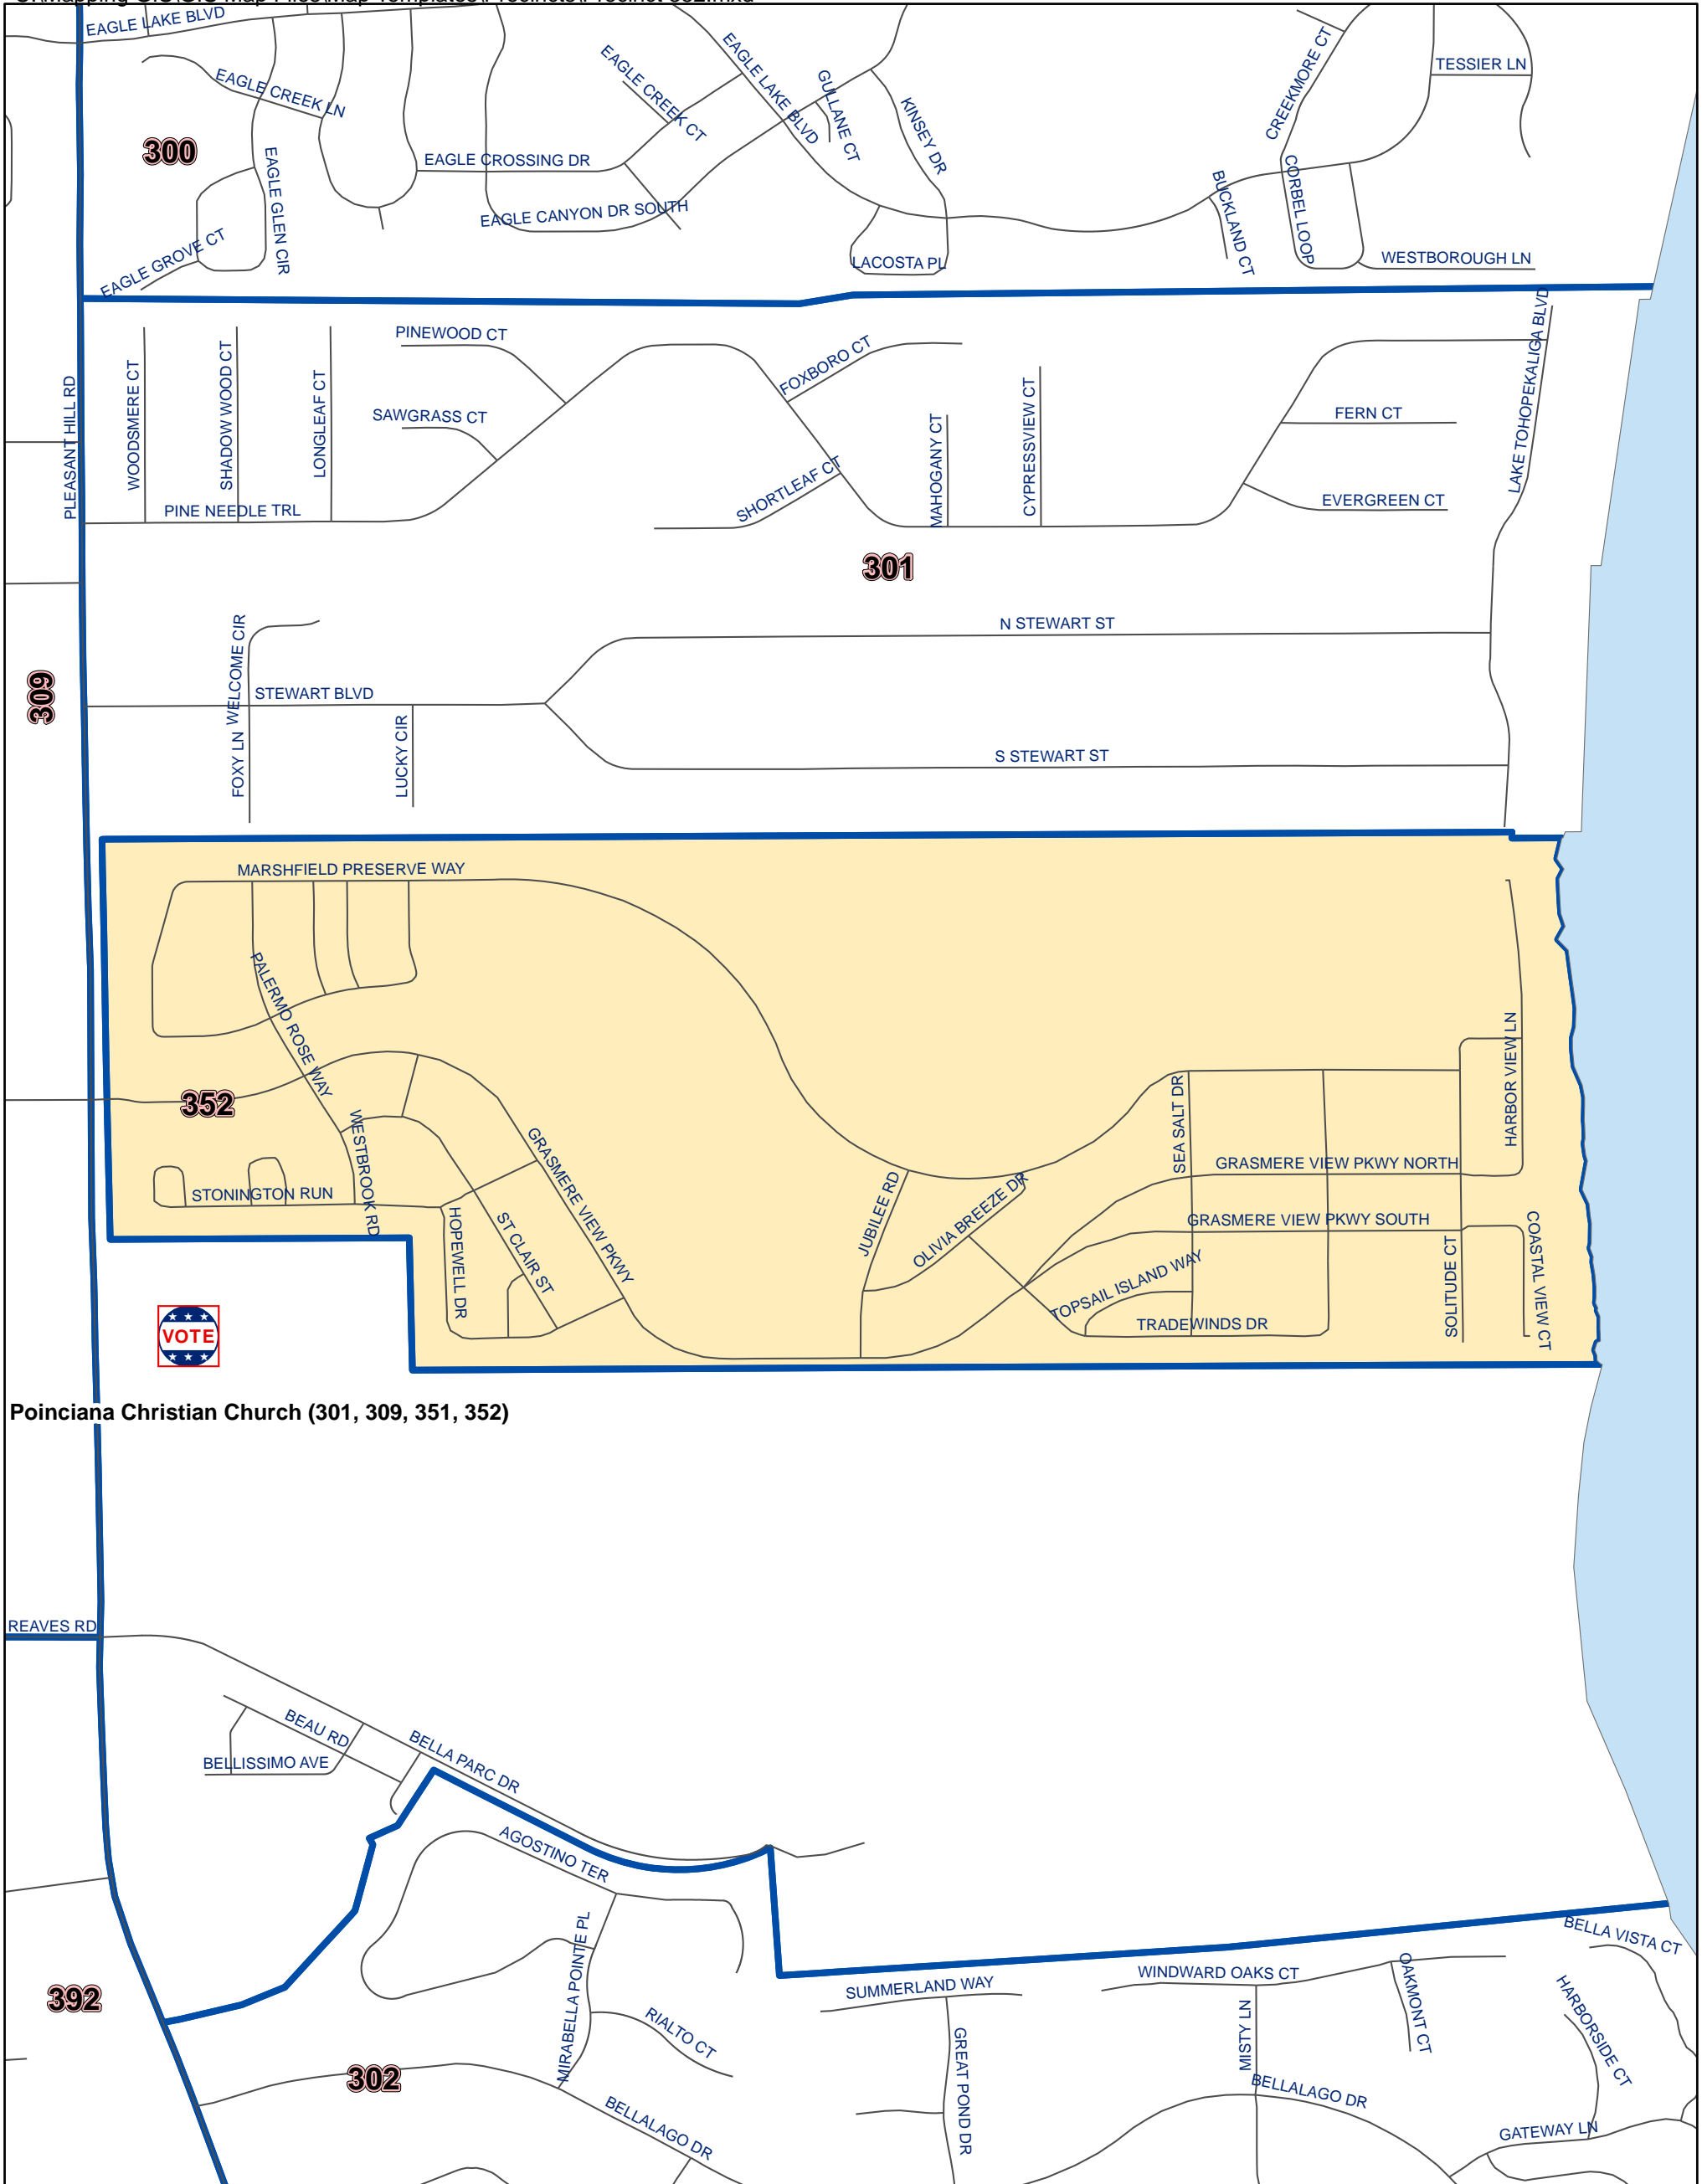 EAGLE LAKE BLVD
EAGLE CREEK LN
EAGLE CREEK CT
EAGLE LAKE BLVD
GULLANE CT
KINSEY DR
CREEKMORE CT
TESSIER LN
300
EAGLE GLEN CIR
EAGLE CROSSING DR
EAGLE CANYON DR SOUTH
EAGLE GROVE CT
LACOSTA PL
BUCKLAND CT
CORBEL LOOP
WESTBOROUGH LN
PLEASANT HILL RD
WOODSMERE CT
SHADOW WOOD CT
LONGLEAF CT
PINEWOOD CT
SAWGRASS CT
FOXBORO CT
SHORTLEAF CT
MAHOGANY CT
CYPRESSVIEW CT
FERN CT
EVERGREEN CT
LAKE TOHOPEKALIGA BLVD
PINE NEEDLE TRL
301
N STEWART ST
WELCOME CIR
309
STEWART BLVD
FOXY LN
LUCKY CIR
S STEWART ST
MARSHFIELD PRESERVE WAY
PALERMO ROSE WAY
352
WESTBROOK RD
STONINGTON RUN
HOPEWELL DR
ST CLAIR ST
GRASMERE VIEW PKWY
JUBILEE RD
OLIVIA BREEZE DR
SEA SALT DR
HARBOR VIEW LN
GRASMERE VIEW PKWY NORTH
GRASMERE VIEW PKWY SOUTH
TOPSAIL ISLAND WAY
TRADEWINDS DR
SOLITUDE CT
COASTAL VIEW CT
VOTE
Poinciana Christian Church (301, 309, 351, 352)
REAVES RD
BEAU RD
BELLISSIMO AVE
BELLA PARC DR
AGOSTINO TER
MIRABELLA POINTE PL
RIALTO CT
392
302
BELLALAGO DR
SUMMERLAND WAY
GREAT POND DR
WINDWARD OAKS CT
MISTY LN
OAKMONT CT
BELLA VISTA CT
HARBORSIDE CT
BELLALAGO DR
GATEWAY LN